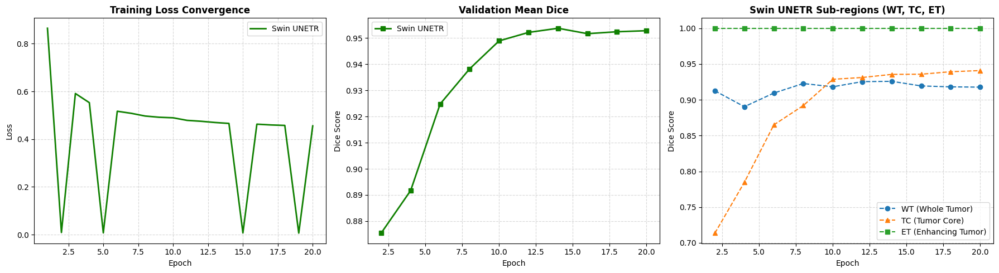 Training Loss Convergence
Swin UNETR
0.8
0.6
0.4
0.2
0.0
Loss
2.5 5.0 7.5 10.0 12.5 15.0 17.5 20.0
Epoch
Validation Mean Dice
Swin UNETR
0.95
0.94
0.93
0.92
0.91
0.90
0.89
0.88
Dice Score
2.5 5.0 7.5 10.0 12.5 15.0 17.5 20.0
Epoch
Swin UNETR Sub-regions (WT, TC, ET)
1.00
0.95
0.90
0.85
0.80
0.75
0.70
Dice Score
WT (Whole Tumor)
TC (Tumor Core)
ET (Enhancing Tumor)
2.5 5.0 7.5 10.0 12.5 15.0 17.5 20.0
Epoch